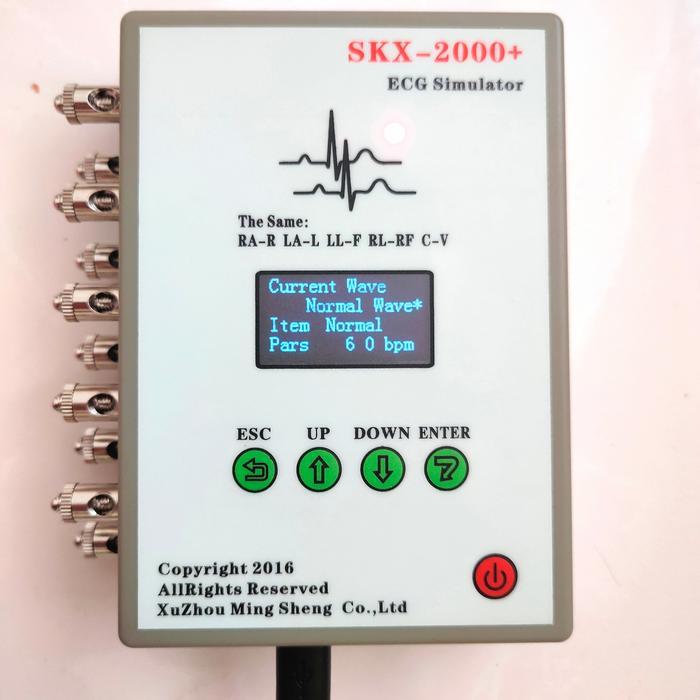 SKX-2000+
ECG Simulator
The Same:
RA-R LA-L LL-F RL-RF C-V
Current Wave
Normal Wave*
Item Normal
Pars 6 0 bpm
ESC UP DOWN ENTER
Copyright 2016
AllRights Reserved
XuZhou Ming Sheng Co.,Ltd